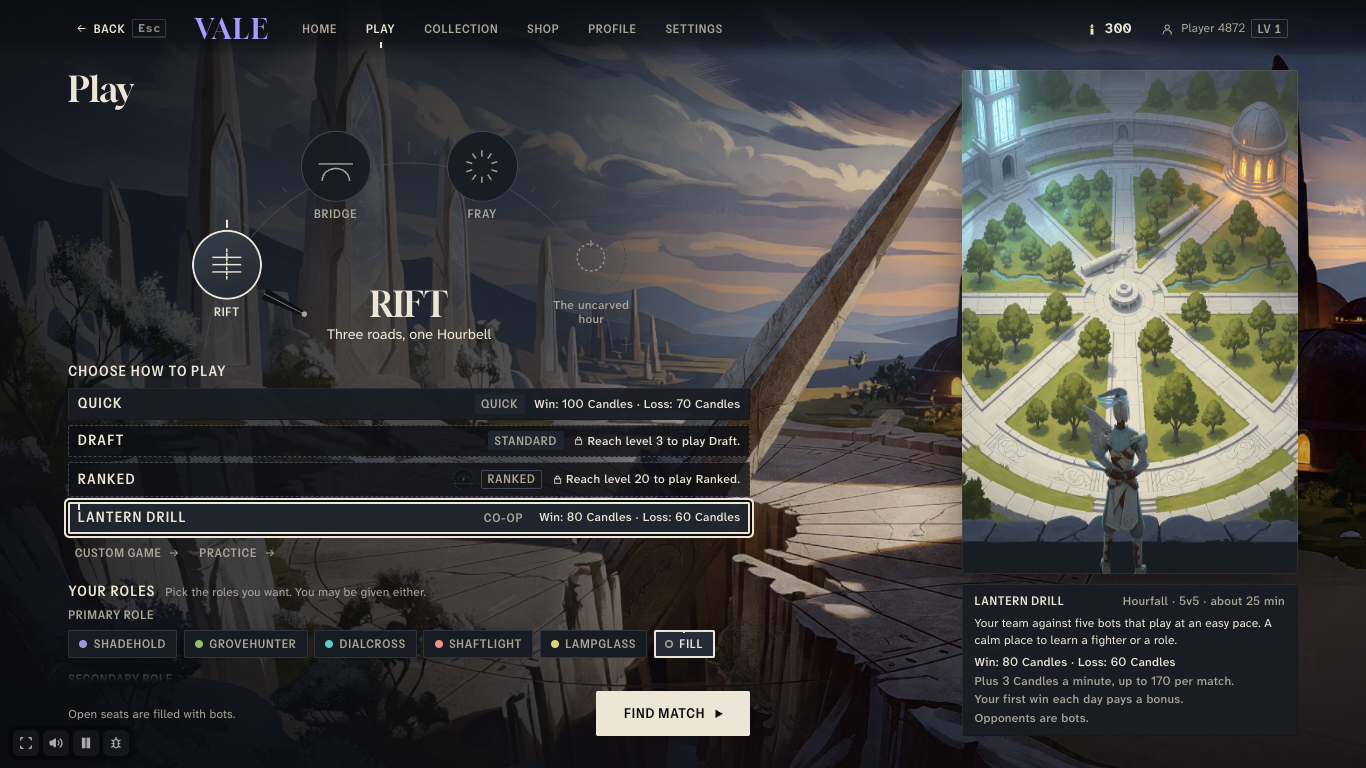 ← BACK Esc VALE HOME PLAY COLLECTION SHOP PROFILE SETTINGS 300 Player 4872 LV 1
Play
BRIDGE FRAY
RIFT
The uncarved
hour
RIFT
Three roads, one Hourbell
CHOOSE HOW TO PLAY
QUICK QUICK Win: 100 Candles · Loss: 70 Candles
DRAFT STANDARD Reach level 3 to play Draft.
RANKED RANKED Reach level 20 to play Ranked.
LANTERN DRILL CO-OP Win: 80 Candles · Loss: 60 Candles
CUSTOM GAME → PRACTICE →
YOUR ROLES Pick the roles you want. You may be given either.
PRIMARY ROLE
SHADEHOLD GROVEHUNTER DIALCROSS SHAFTLIGHT LAMPGLASS FILL
SECONDARY ROLE
Open seats are filled with bots.
FIND MATCH
LANTERN DRILL Hourfall · 5v5 · about 25 min
Your team against five bots that play at an easy pace. A
calm place to learn a fighter or a role.
Win: 80 Candles · Loss: 60 Candles
Plus 3 Candles a minute, up to 170 per match.
Your first win each day pays a bonus.
Opponents are bots.